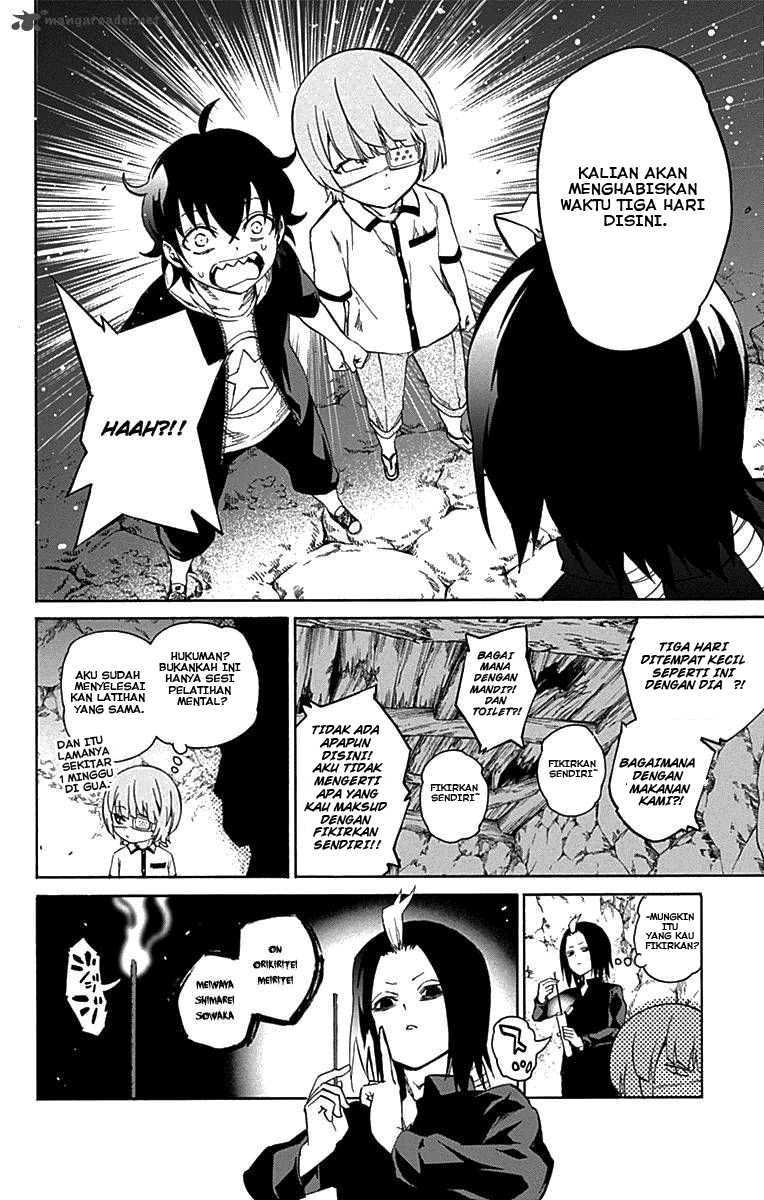 mangareader.net
KALIAN AKAN
MENGHABISKAN
WAKTU TIGA HARI
DISINI.
HAAH?!!
TIGA HARI
DITEMPAT KECIL
SEPERTI INI
DENGAN DIA ?!
BAGAIMANA
DENGAN
MAKANAN
KAMI?!
FIKIRKAN
SENDIRI~
BAGAI
MANA
DENGAN
MANDI?!
DAN
TOILET?!
FIKIRKAN
SENDIRI~
TIDAK ADA
APAPUN
DISINI!
AKU TIDAK
MENGERTI
APA YANG
KAU MAKSUD
DENGAN
FIKIRKAN
SENDIRI!!
HUKUMAN?
BUKANKAH INI
HANYA SESI
PELATIHAN
MENTAL?
AKU SUDAH
MENYELESAI
KAN LATIHAN
YANG SAMA.
DAN ITU
LAMANYA
SEKITAR
1 MINGGU
DI GUA.
-MUNGKIN
ITU
YANG KAU
FIKIRKAN?
ON
ORIKIRITEI
MEIRITEI
MEIWAYA
SHIMAREI
SOWAKA